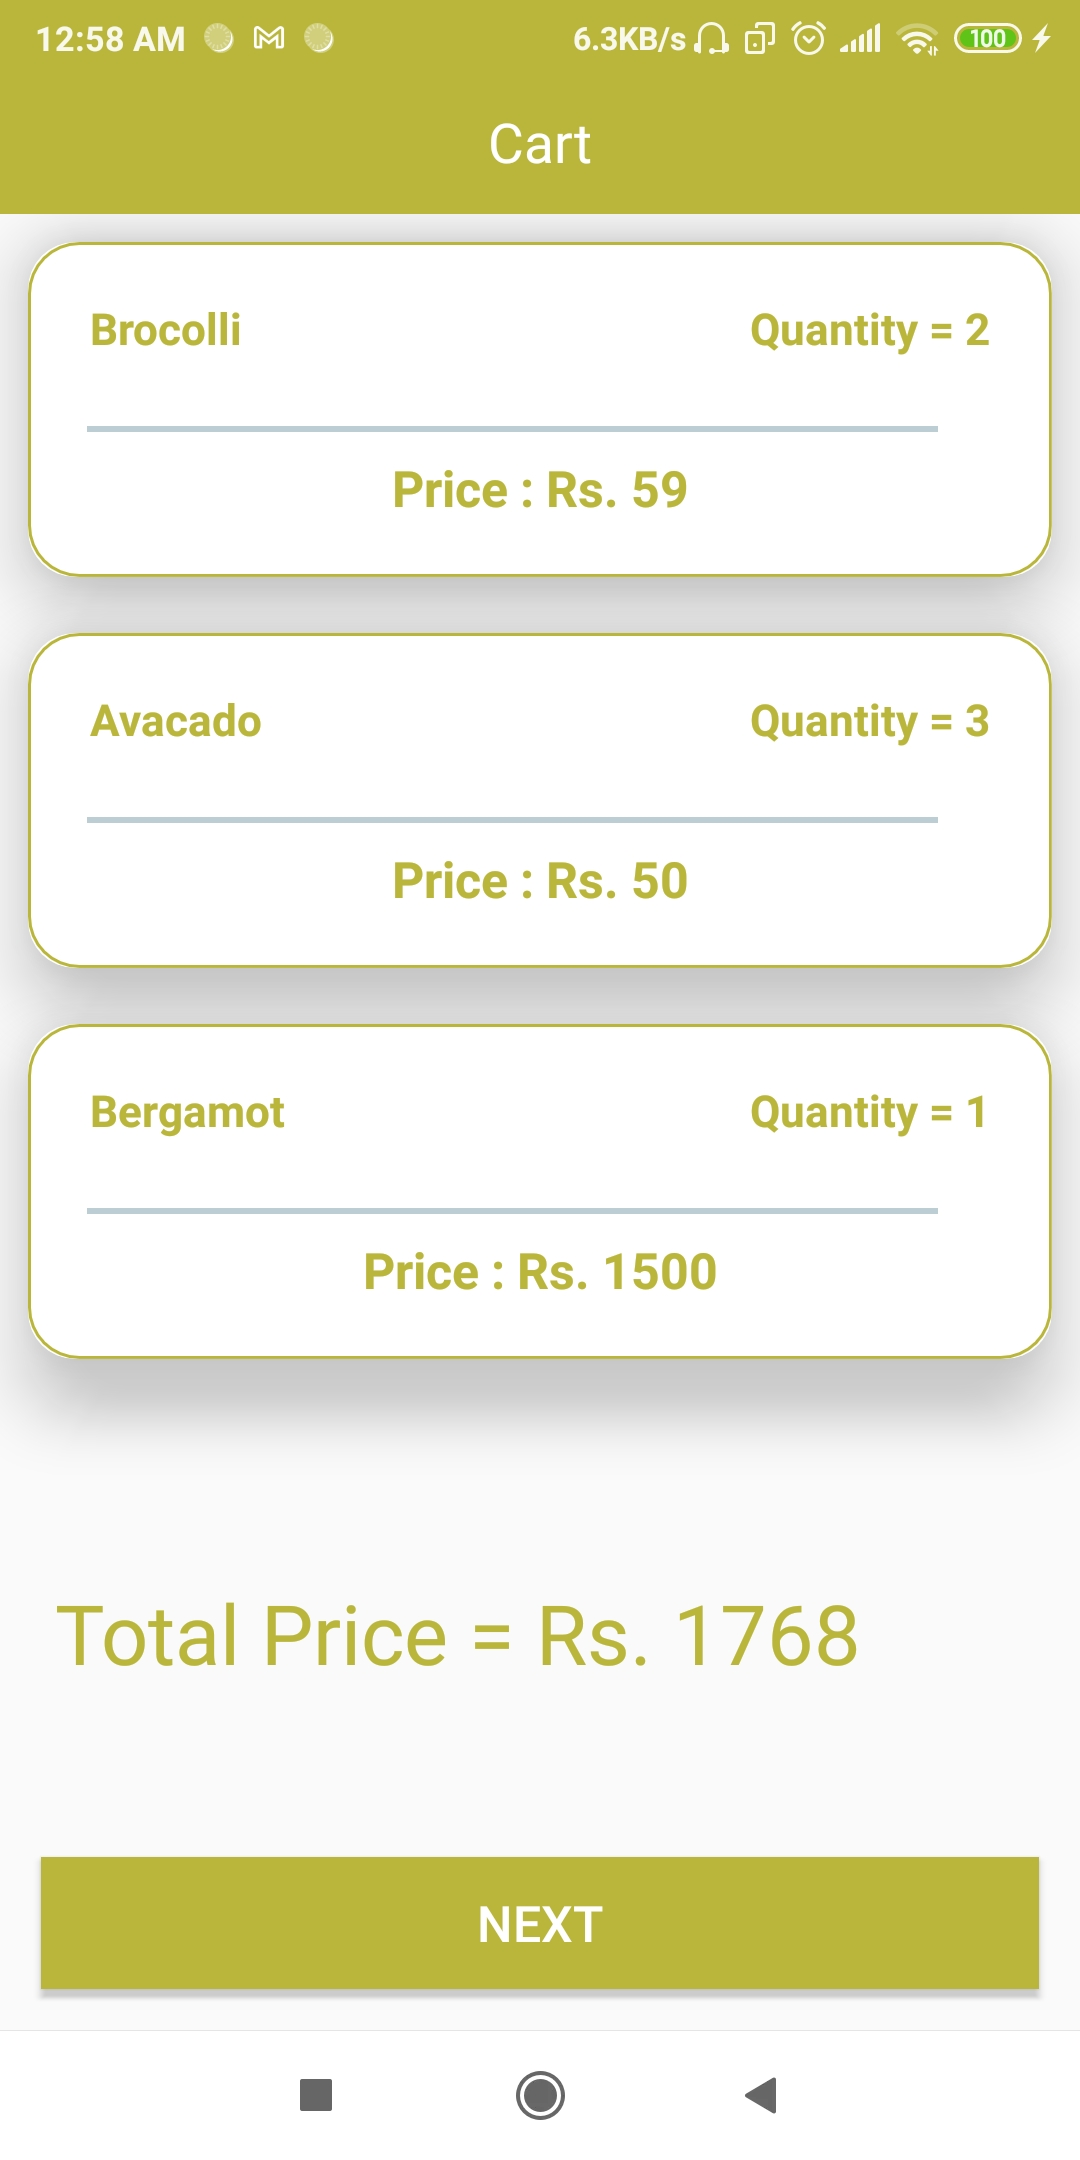 12:58 AM 6.3KB/s 100
Cart
Brocolli Quantity = 2
Price : Rs. 59
Avacado Quantity = 3
Price : Rs. 50
Bergamot Quantity = 1
Price : Rs. 1500
Total Price = Rs. 1768
NEXT